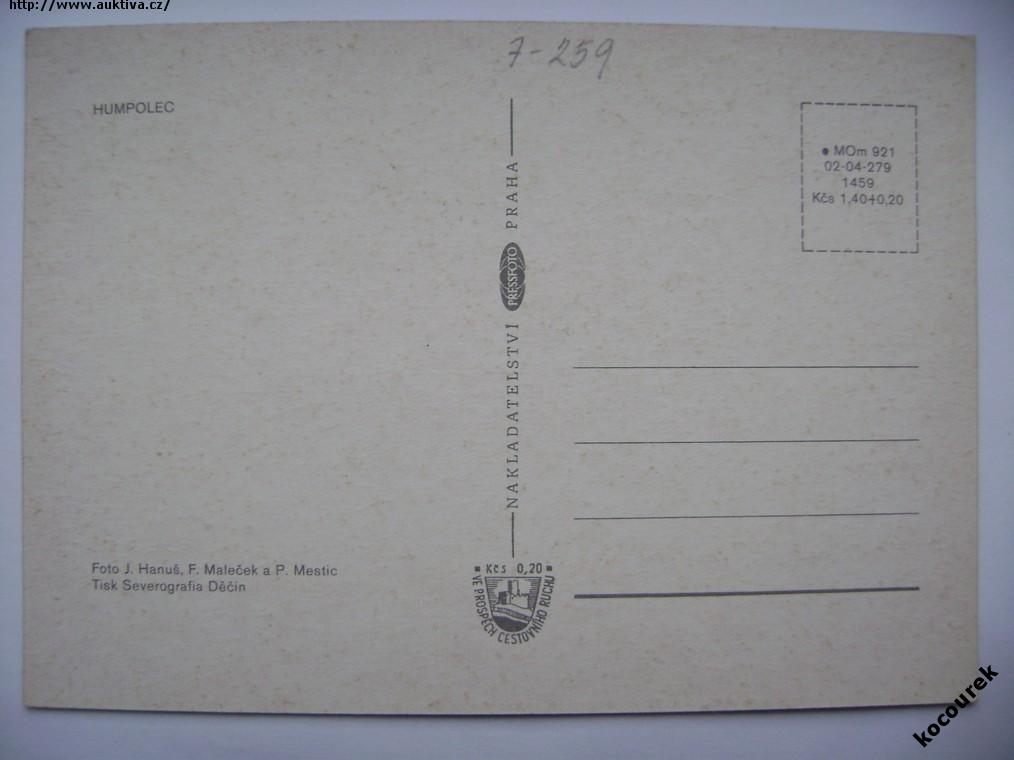 http://www.auktiva.cz/
7-259
HUMPOLEC
• MOm 921
02-04-279
1459
Kčs 1,40+0,20
NAKLADATELSTVÍ PRESSFOTO PRAHA
Foto J. Hanuš, F. Maleček a P. Mestic
Tisk Severografia Děčín
Kčs 0,20
VE PROSPĚCH CESTOVNÍHO RUCHU
kocourek